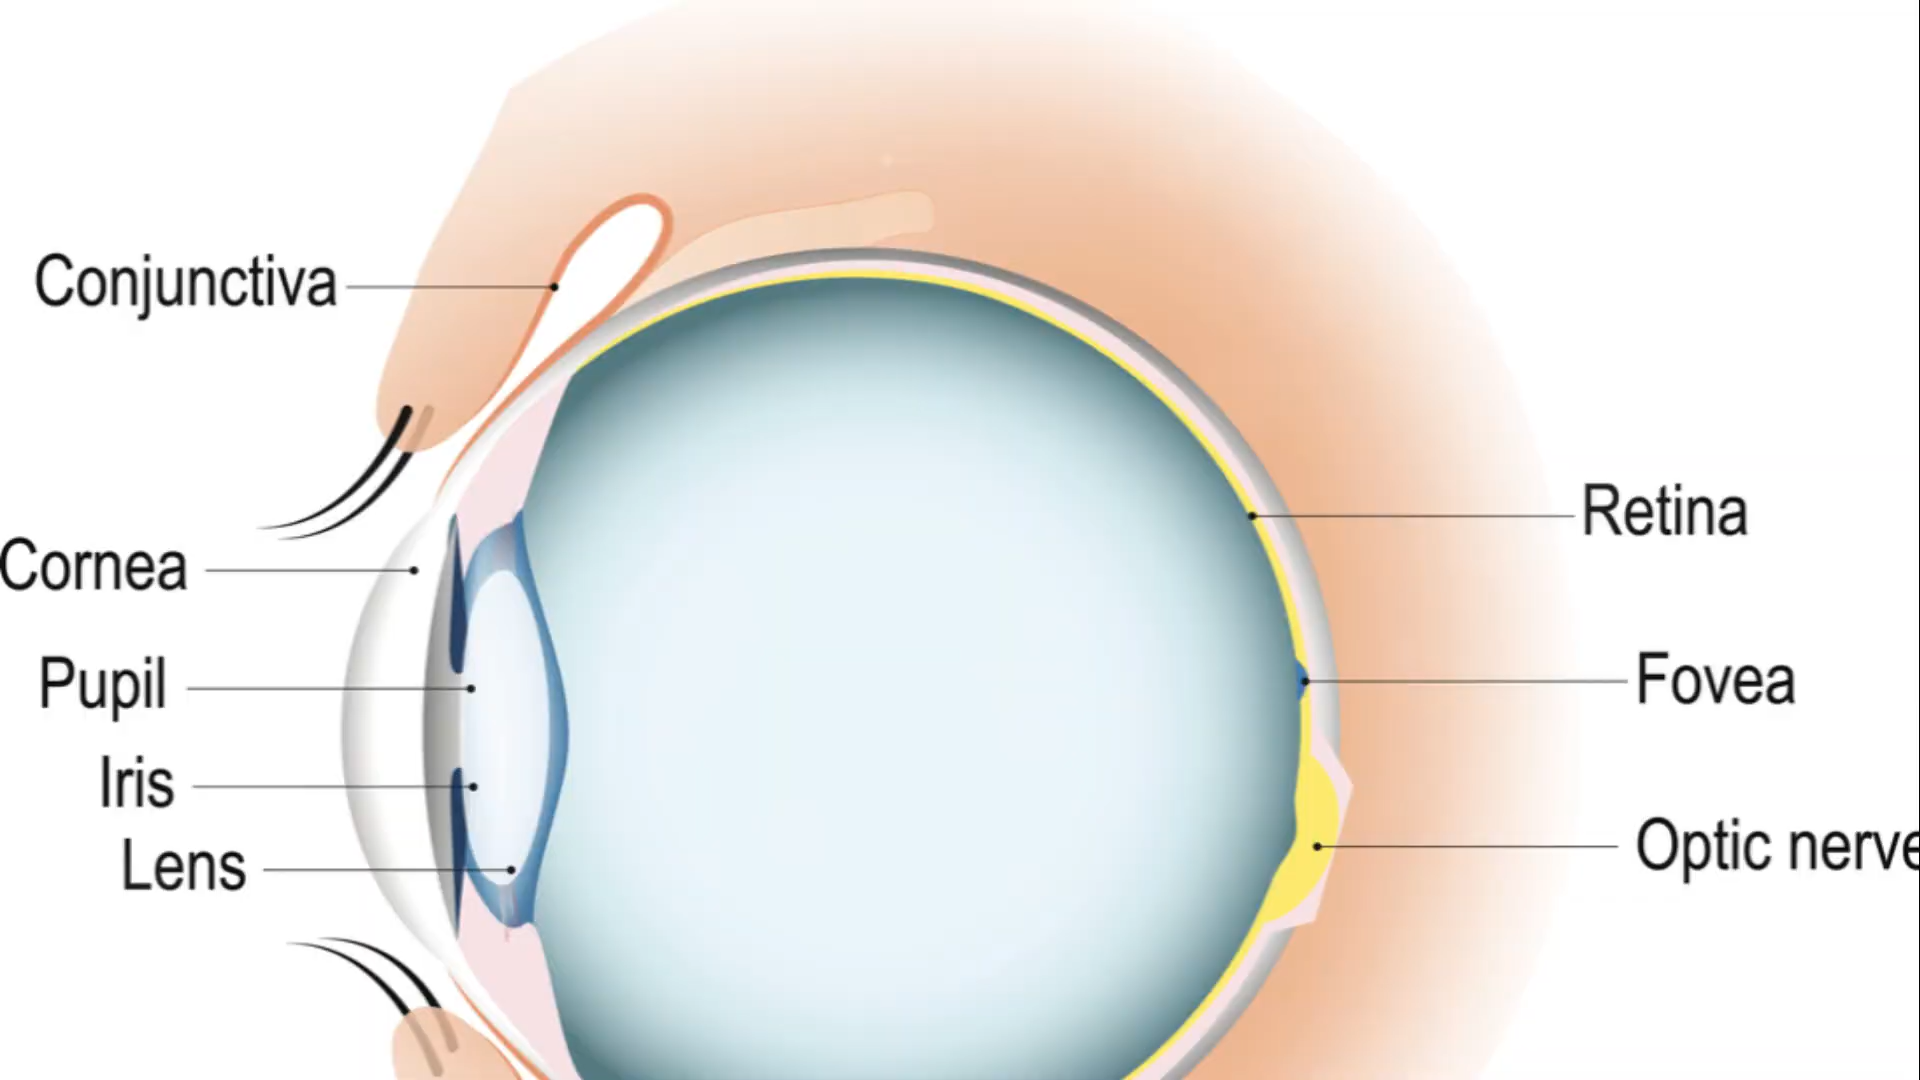 Conjunctiva
Cornea
Pupil
Iris
Lens
Retina
Fovea
Optic nerve